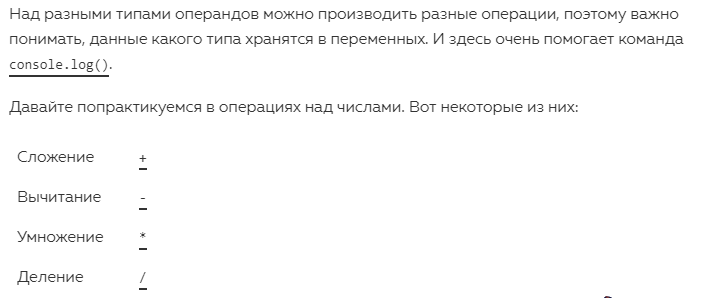 Над разными типами операндов можно производить разные операции, поэтому важно
понимать, данные какого типа хранятся в переменных. И здесь очень помогает команда
console.log().
Давайте попрактикуемся в операциях над числами. Вот некоторые из них:
Сложение +
Вычитание -
Умножение *
Деление /